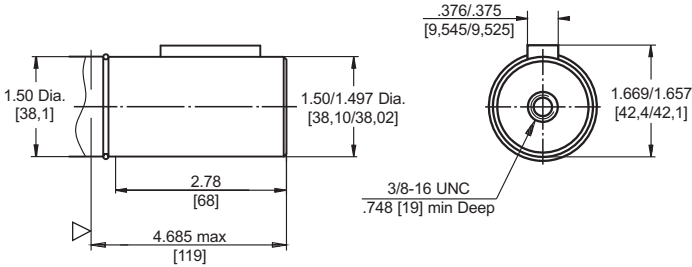 .376/.375
[9,545/9,525]
1.50 Dia.
[38,1]
1.50/1.497 Dia.
[38,10/38,02]
1.669/1.657
[42,4/42,1]
2.78
[68]
3/8-16 UNC
.748 [19] min Deep
4.685 max
[119]